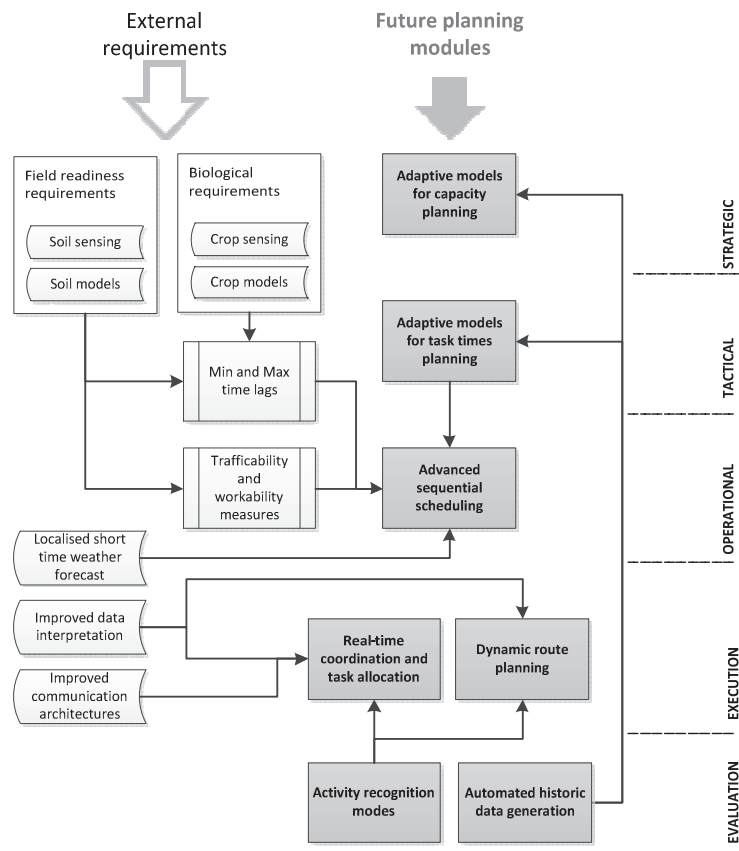 External
requirements
Future planning
modules
Field readiness
requirements
Soil sensing
Soil models
Biological
requirements
Crop sensing
Crop models
Adaptive models
for capacity
planning
STRATEGIC
Min and Max
time lags
Adaptive models
for task times
planning
TACTICAL
Trafficability
and
workability
measures
Advanced
sequential
scheduling
OPERATIONAL
Localised short
time weather
forecast
Improved data
interpretation
Improved
communication
architectures
Real-time
coordination and
task allocation
Dynamic route
planning
EXECUTION
Activity recognition
modes
Automated historic
data generation
EVALUATION